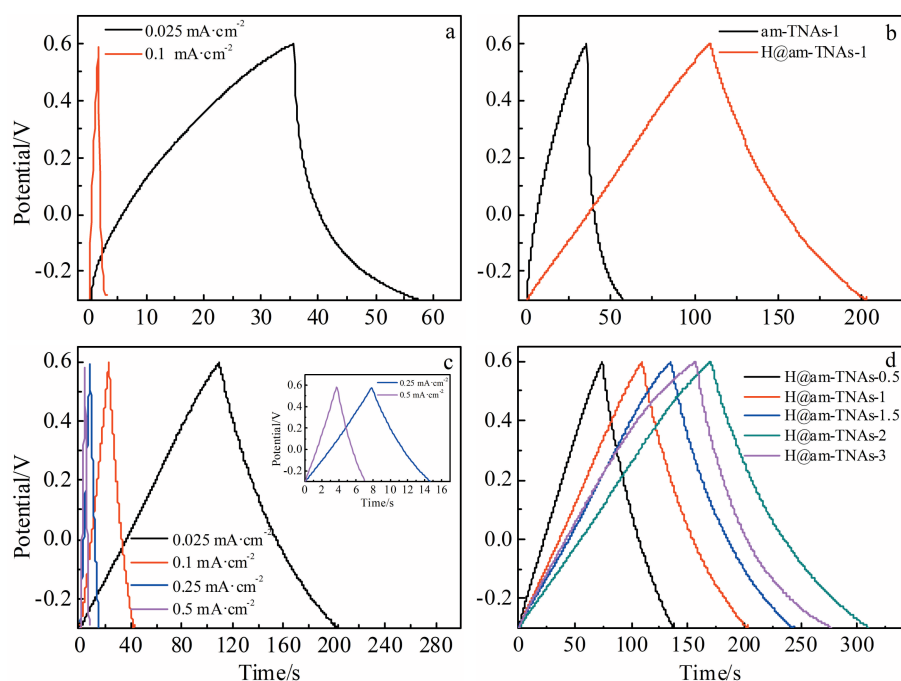 a
0.025 mA·cm-2
0.1 mA·cm-2
Potential/V
0.6
0.4
0.2
0.0
-0.2
0 10 20 30 40 50 60
b
am-TNAs-1
H@am-TNAs-1
0.6
0.4
0.2
0.0
-0.2
0 50 100 150 200
c
0.025 mA·cm-2
0.1 mA·cm-2
0.25 mA·cm-2
0.5 mA·cm-2
Potential/V
0.6
0.3
0.0
-0.2
0 40 80 120 160 200 240 280
Time/s
0.25 mA·cm-2
0.5 mA·cm-2
Potential/V
0.6
0.4
0.2
0.0
-0.2
0 2 4 6 8 10 12 14 16
Time/s
d
H@am-TNAs-0.5
H@am-TNAs-1
H@am-TNAs-1.5
H@am-TNAs-2
H@am-TNAs-3
0.6
0.4
0.2
0.0
-0.2
0 50 100 150 200 250 300
Time/s